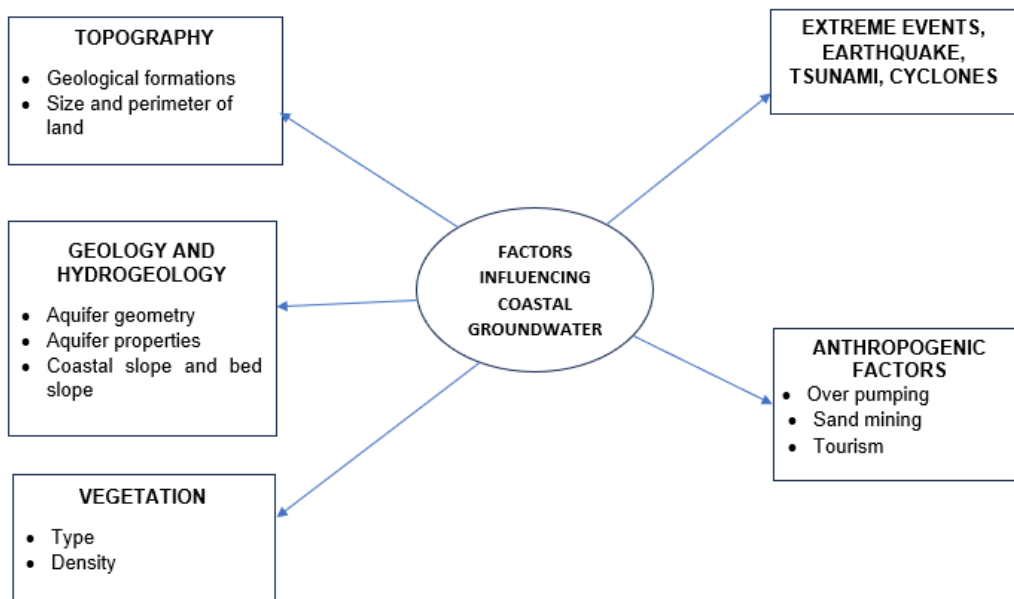 TOPOGRAPHY
• Geological formations
• Size and perimeter of
land
EXTREME EVENTS,
EARTHQUAKE,
TSUNAMI, CYCLONES
GEOLOGY AND
HYDROGEOLOGY
• Aquifer geometry
• Aquifer properties
• Coastal slope and bed
slope
FACTORS
INFLUENCING
COASTAL
GROUNDWATER
ANTHROPOGENIC
FACTORS
• Over pumping
• Sand mining
• Tourism
VEGETATION
• Type
• Density